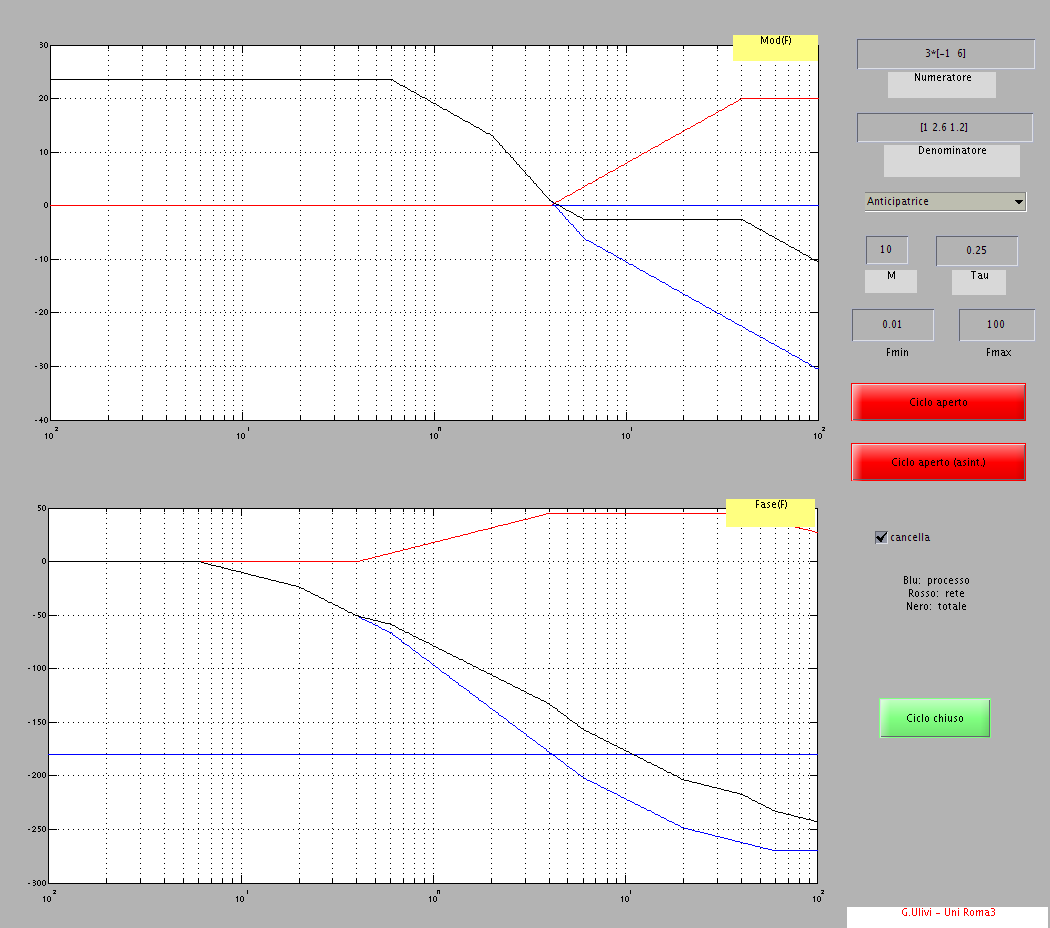 Mod(F)
30
20
10
0
-10
-20
-30
-40
10^-2
10^-1
10^0
10^1
10^2
Fase(F)
50
0
-50
-100
-150
-200
-250
-300
10^-2
10^-1
10^0
10^1
10^2
3*[-1 6]
Numeratore
[1 2.6 1.2]
Denominatore
Anticipatrice
10
0.25
M
Tau
0.01
100
Fmin
Fmax
Ciclo aperto
Ciclo aperto (asint.)
cancella
Blu: processo
Rosso: rete
Nero: totale
Ciclo chiuso
G.Ulivi - Uni Roma3